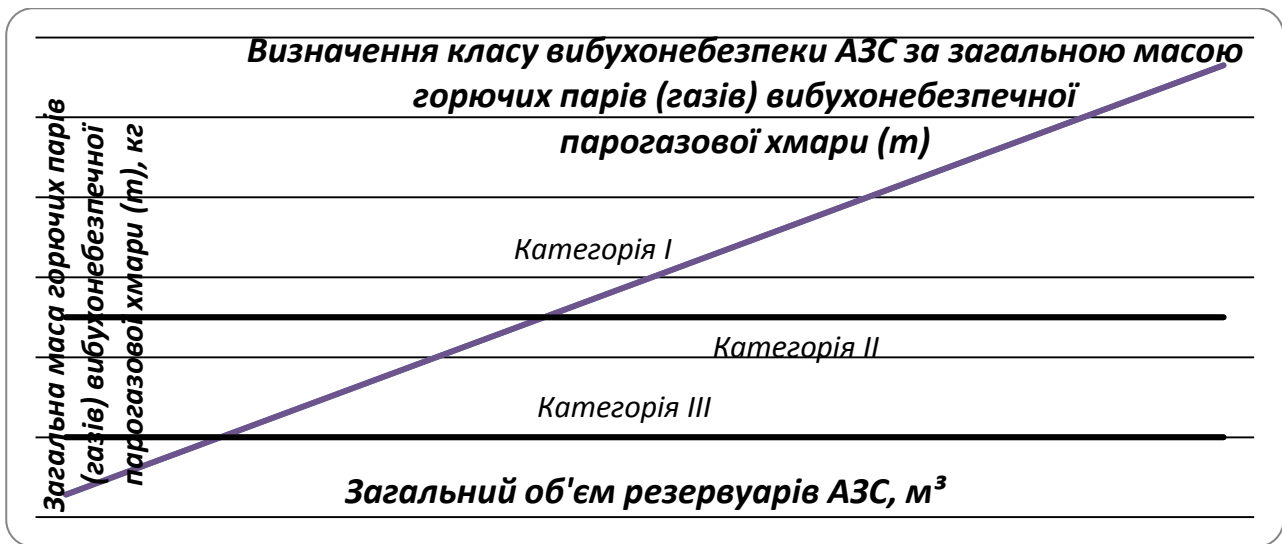 Визначення класу вибухонебезпеки АЗС за загальною масою
горючих парів (газів) вибухонебезпечної
парогазової хмари (m)
Загальна маса горючих парів
(газів) вибухонебезпечної
парогазової хмари (m), кг
Категорія I
Категорія II
Категорія III
Загальний об'єм резервуарів АЗС, м³